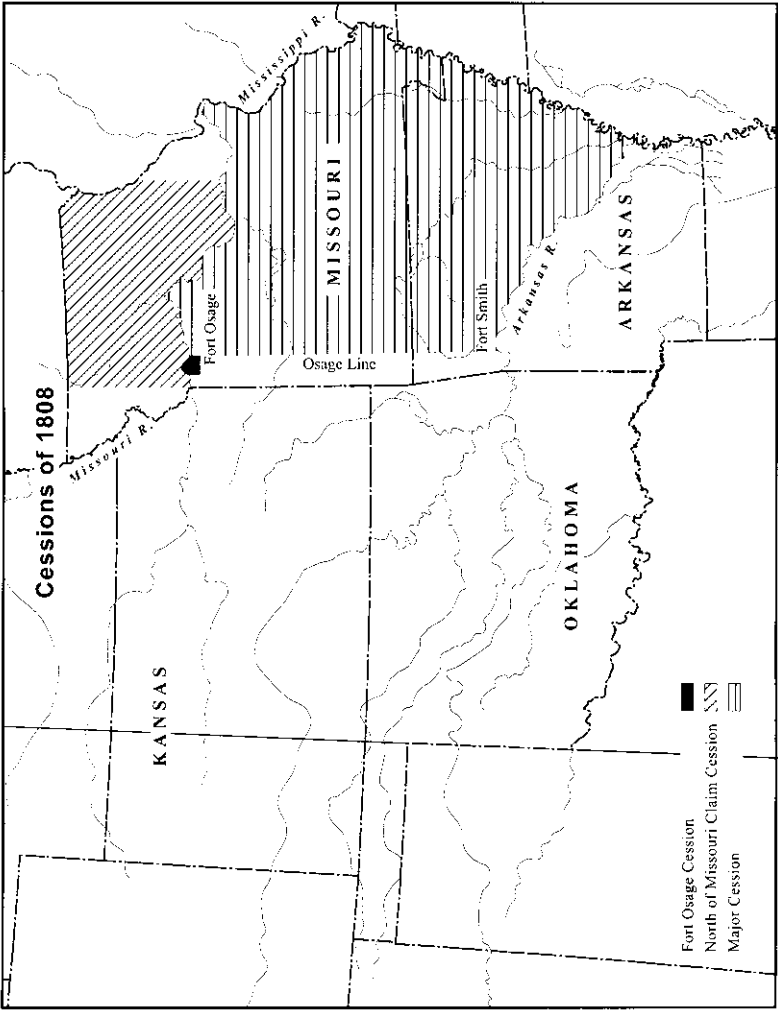 Cessions of 1808
Mississippi R.
Missouri R.
MISSOURI
Fort Osage
Osage Line
KANSAS
Fort Smith
Arkansas R.
ARKANSAS
OKLAHOMA
Fort Osage Cession
North of Missouri Claim Cession
Major Cession